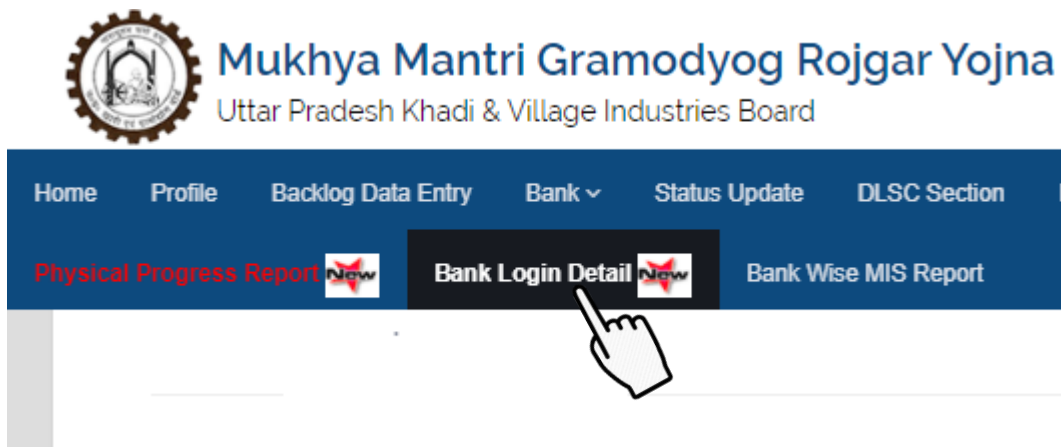 Mukhya Mantri Gramodyog Rojgar Yojna
Uttar Pradesh Khadi & Village Industries Board
Home Profile Backlog Data Entry Bank Status Update DLSC Section
Physical Progress Report New Bank Login Detail New Bank Wise MIS Report